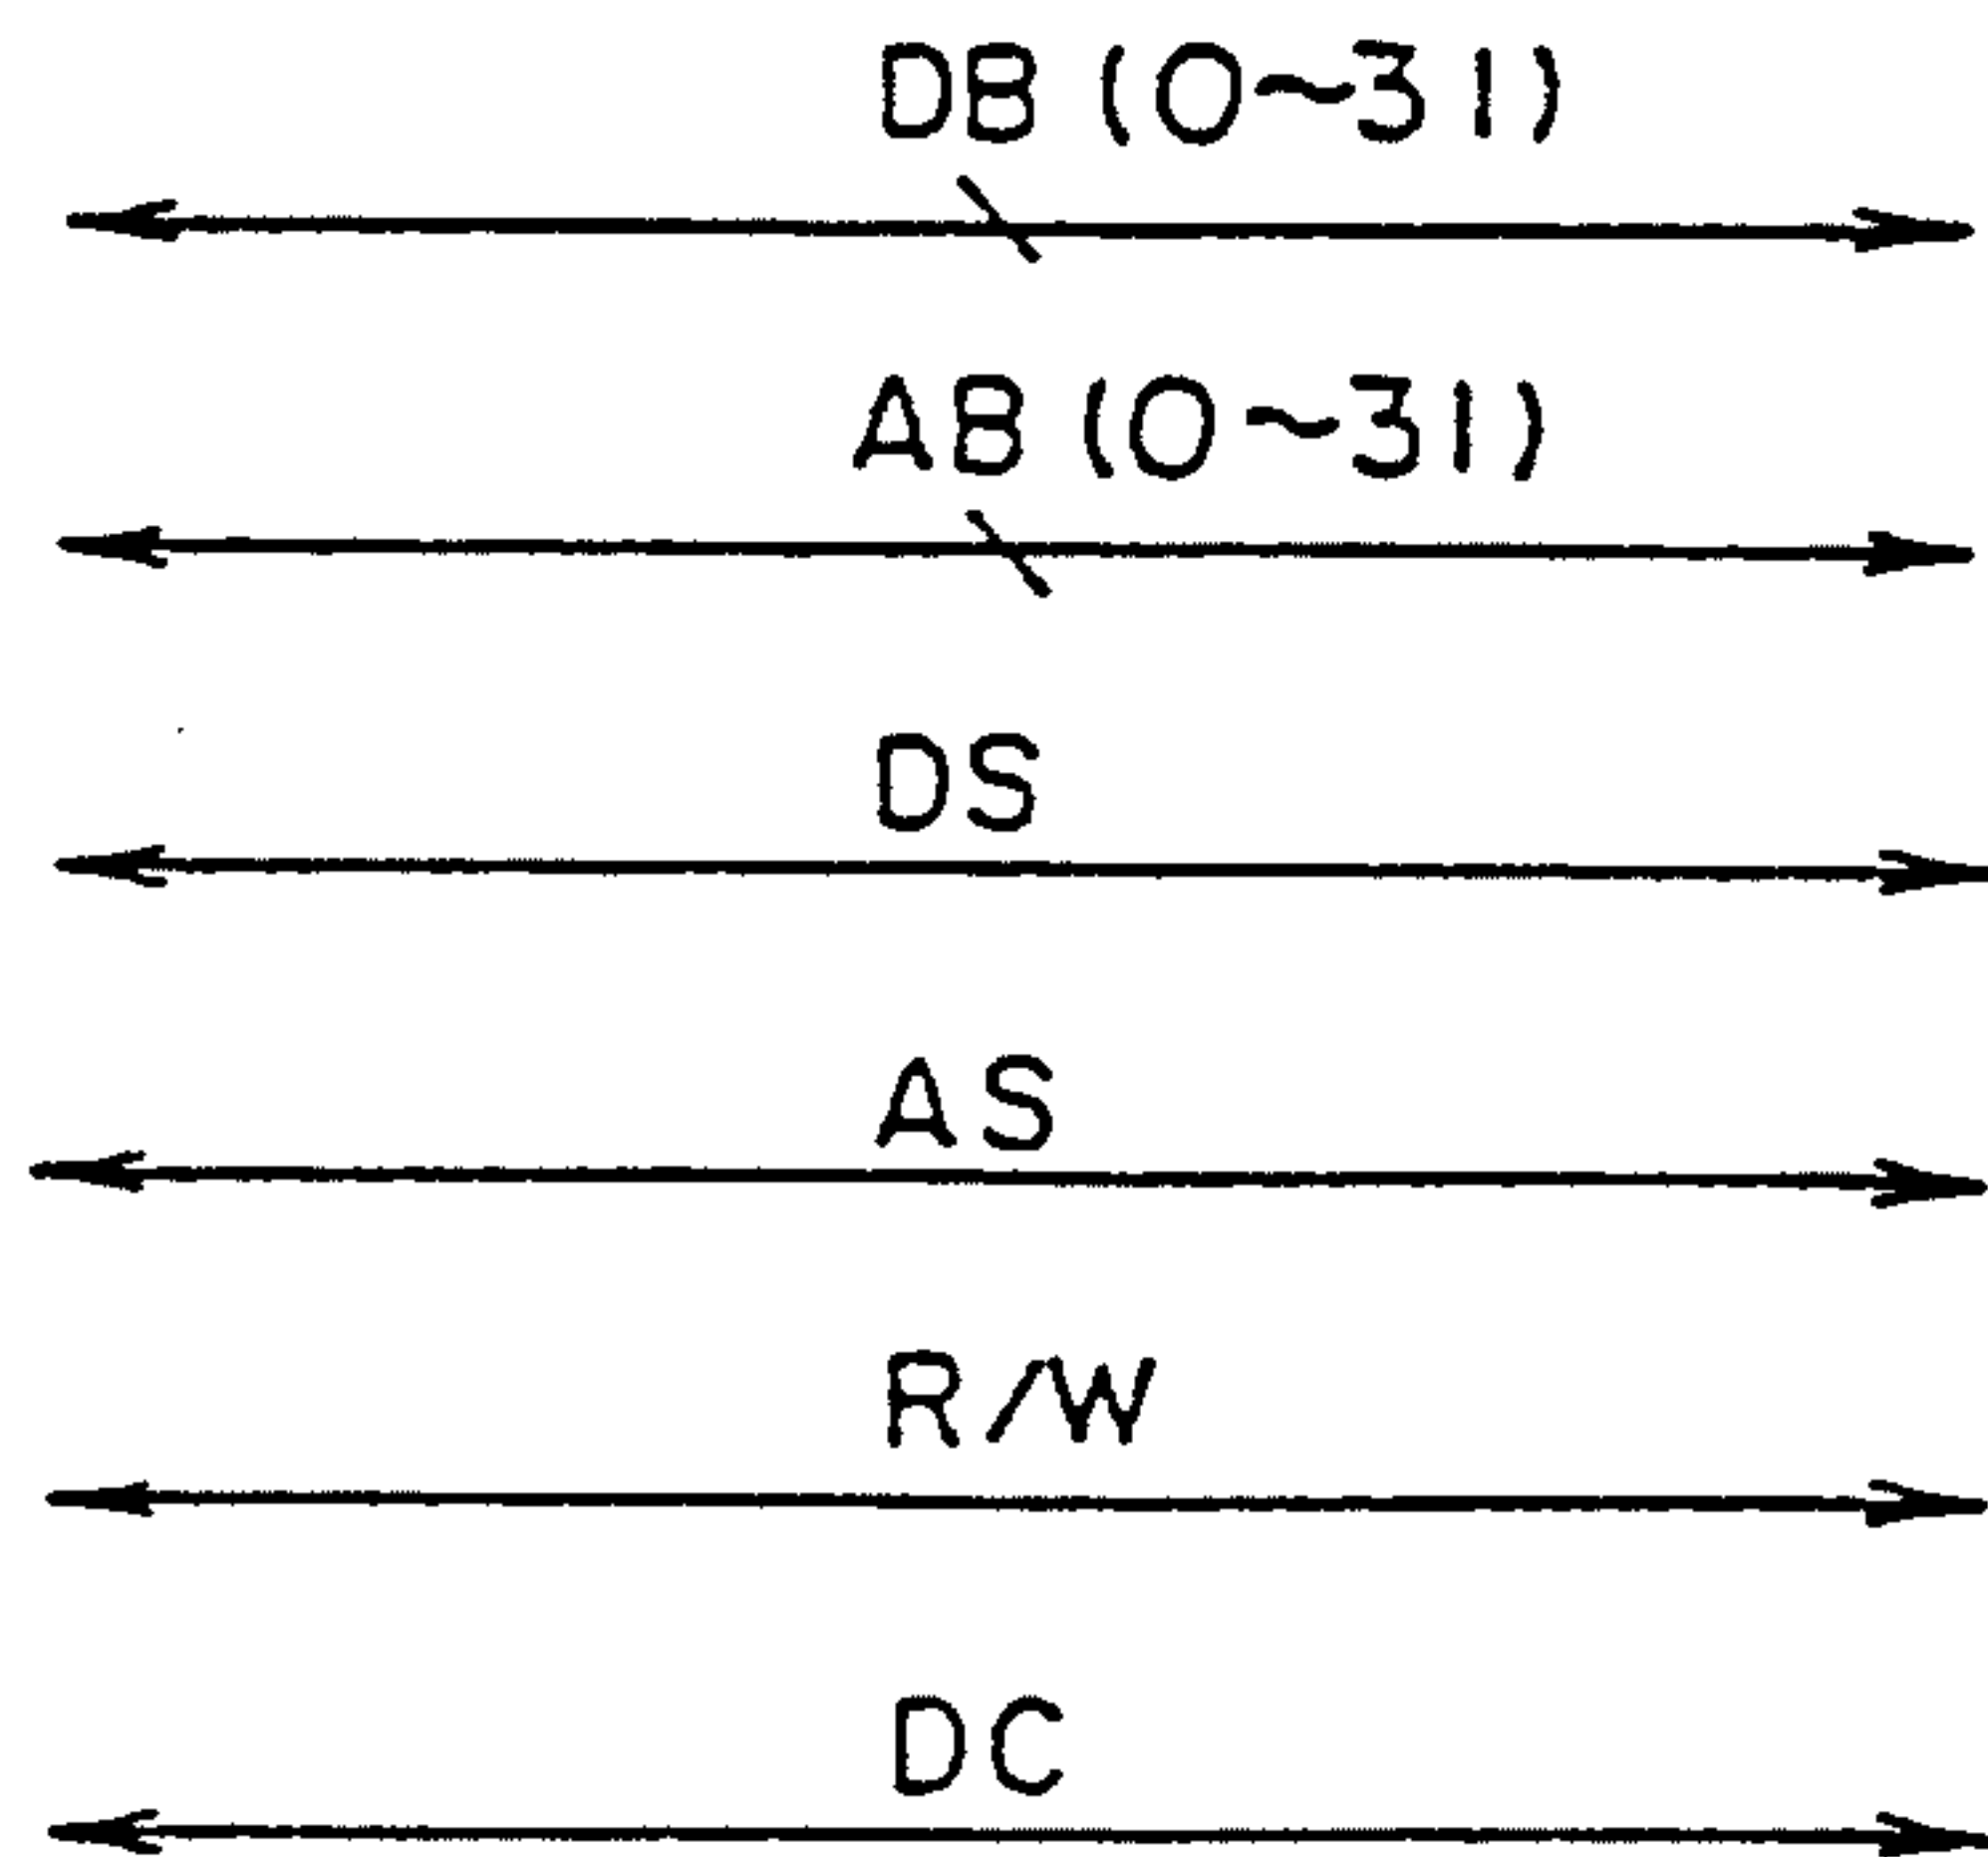 DB (0~31)
AB (0~31)
DS
AS
R/W
DC